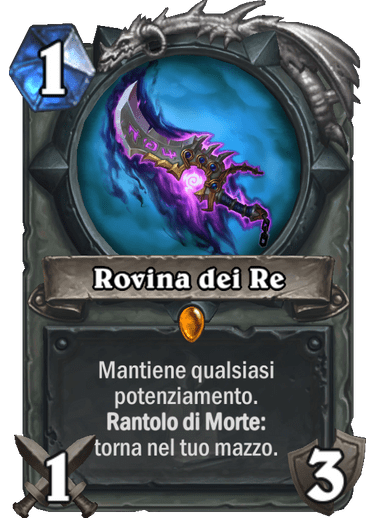 1
Rovina dei Re
Mantiene qualsiasi
potenziamento.
Rantolo di Morte:
torna nel tuo mazzo.
1
3